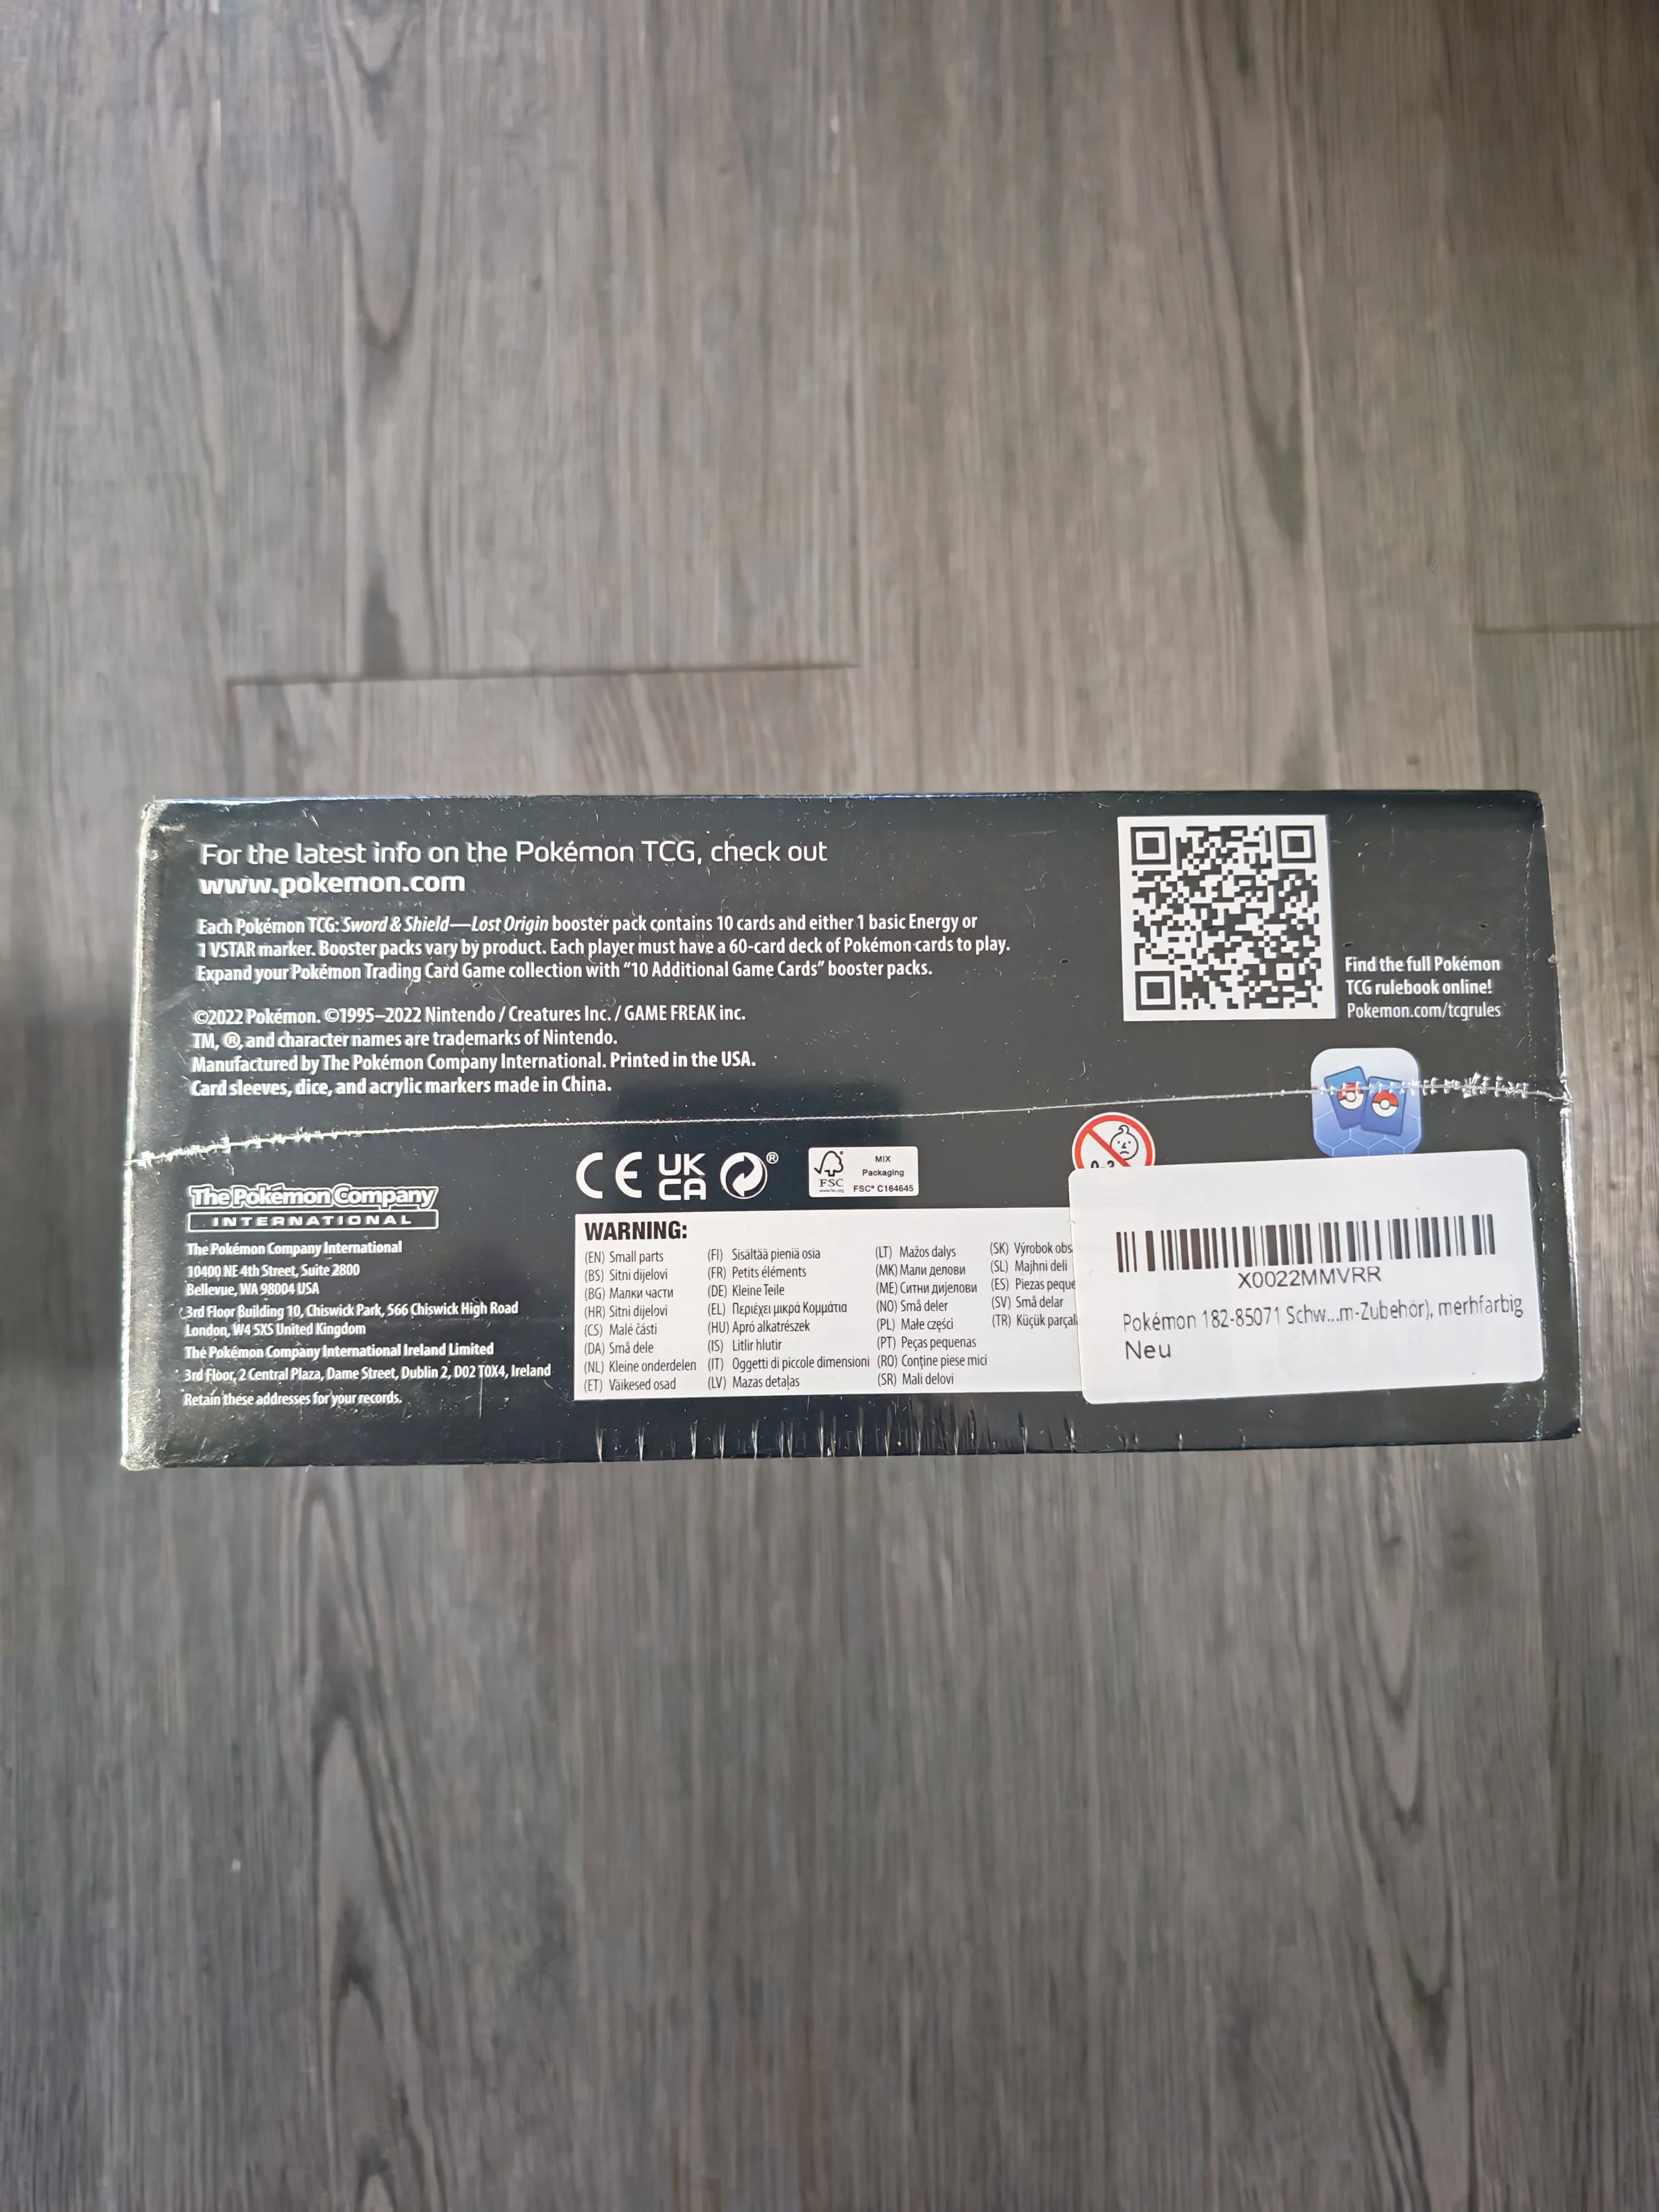 For the latest info on the Pokémon TCG, check out
www.pokemon.com
Each Pokémon TCG: Sword & Shield—Lost Origin booster pack contains 10 cards and either 1 basic Energy or
1 VSTAR marker. Booster packs vary by product. Each player must have a 60-card deck of Pokémon cards to play.
Expand your Pokémon Trading Card Game collection with “10 Additional Game Cards” booster packs.
©2022 Pokémon. ©1995–2022 Nintendo / Creatures Inc. / GAME FREAK inc.
TM, ®, and character names are trademarks of Nintendo.
Manufactured by The Pokémon Company International. Printed in the USA.
Card sleeves, dice, and acrylic markers made in China.
Find the full Pokémon
TCG rulebook online!
Pokemon.com/tcgrules
The Pokémon Company
INTERNATIONAL
The Pokémon Company International
10400 NE 4th Street, Suite 2800
Bellevue, WA 98004 USA
3rd Floor Building 10, Chiswick Park, 566 Chiswick High Road
London, W4 5XS United Kingdom
The Pokémon Company International Ireland Limited
3rd Floor, 2 Central Plaza, Dame Street, Dublin 2, D02 T0X4, Ireland
Retain these addresses for your records.
CE
UK
CA
®
FSC
MIX
Packaging
FSC® C164645
0-3
WARNING:
(EN) Small parts
(BS) Sitni dijelovi
(BG) Малки части
(HR) Sitni dijelovi
(CS) Malé části
(DA) Små dele
(NL) Kleine onderdelen
(ET) Väikesed osad
(FI) Sisältää pieniä osia
(FR) Petits éléments
(DE) Kleine Teile
(EL) Περιέχει μικρά Κομμάτια
(HU) Apró alkatrészek
(IS) Litlir hlutir
(IT) Oggetti di piccole dimensioni
(LV) Mazas detaļas
(LT) Mažos dalys
(MK) Мали делови
(ME) Ситни дијелови
(NO) Små deler
(PL) Małe części
(PT) Peças pequenas
(RO) Conține piese mici
(SR) Mali delovi
(SK) Výrobok obs
(SL) Majhni deli
(ES) Piezas peque
(SV) Små delar
(TR) Küçük parçal
X0022MMVRR
Pokémon 182-85071 Schw...m-Zubehör), merhfarbig
Neu